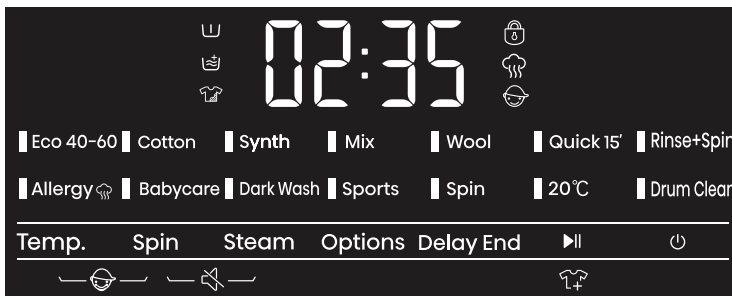 02:35
Eco 40-60 Cotton Synth Mix Wool Quick 15' Rinse+Spin
Allergy Babycare Dark Wash Sports Spin 20°C Drum Clean
Temp. Spin Steam Options Delay End